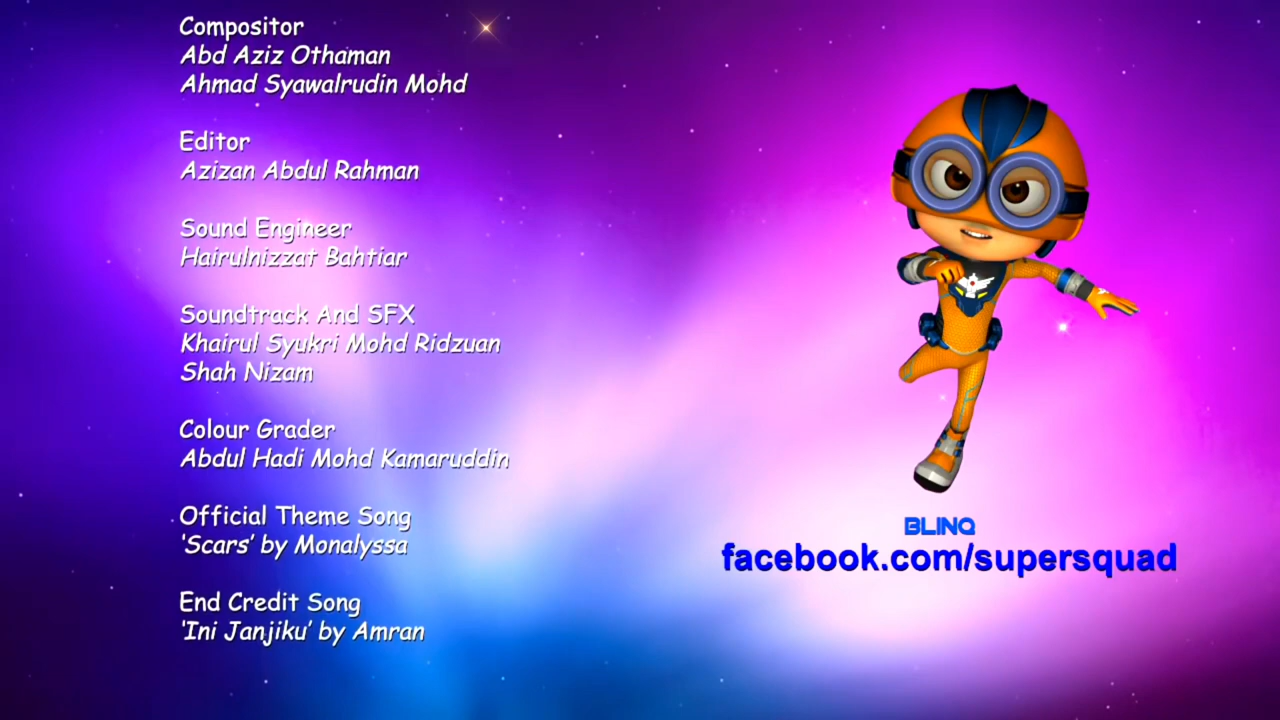 Compositor
Abd Aziz Othaman
Ahmad Syawalrudin Mohd
Editor
Azizan Abdul Rahman
Sound Engineer
Hairulnizzat Bahtiar
Soundtrack And SFX
Khairul Syukri Mohd Ridzuan
Shah Nizam
Colour Grader
Abdul Hadi Mohd Kamaruddin
Official Theme Song
'Scars' by Monalyssa
End Credit Song
'Ini Janjiku' by Amran
BLINQ
facebook.com/supersquad